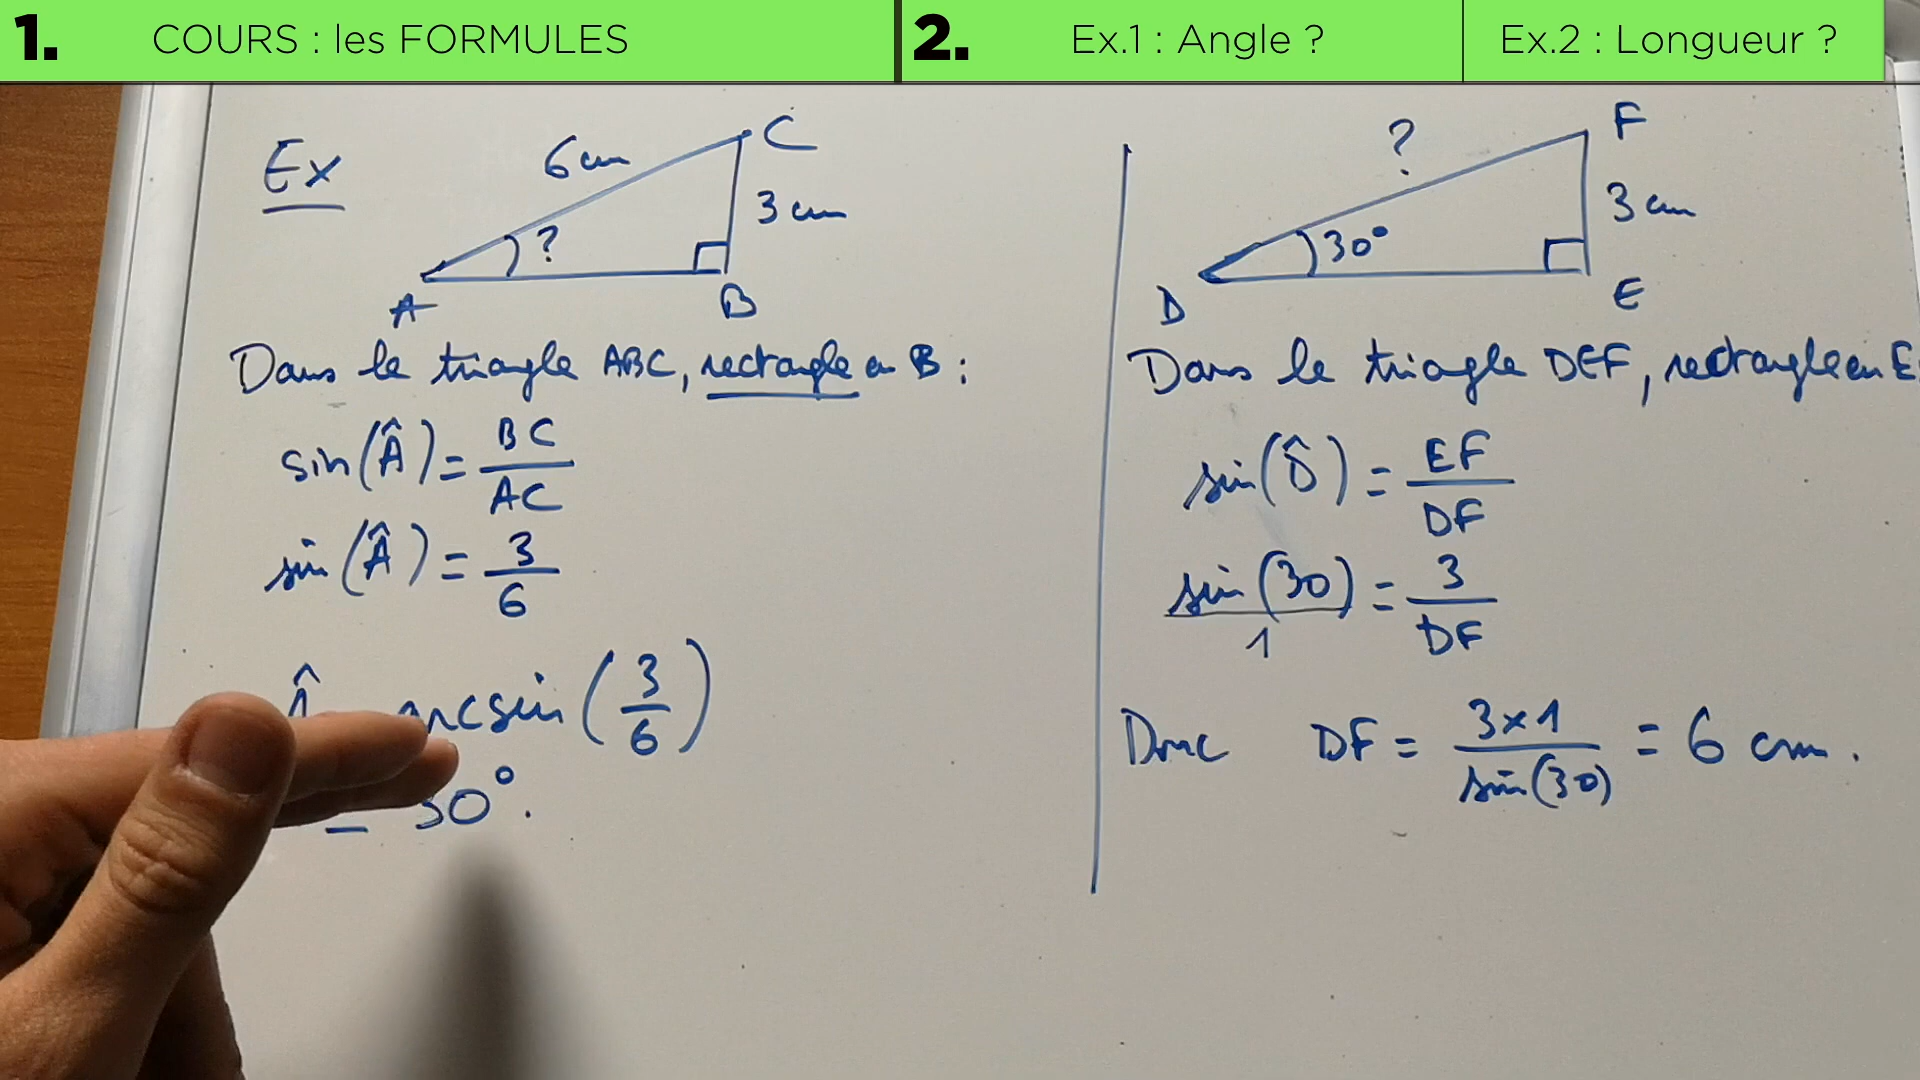 1. COURS : les FORMULES
2. Ex.1 : Angle ?
Ex.2 : Longueur ?
Ex
6 cm
C
3 cm
?
A
B
Dans le triangle ABC, rectangle en B :
sin(Â) = BC/AC
sin(Â) = 3/6
Â arcsin(3/6)
= 30°.
?
F
3 cm
30°
D
E
Dans le triangle DEF, rectangle en E
sin(D̂) = EF/DF
sin(30)/1 = 3/DF
Donc DF = 3×1/sin(30) = 6 cm.